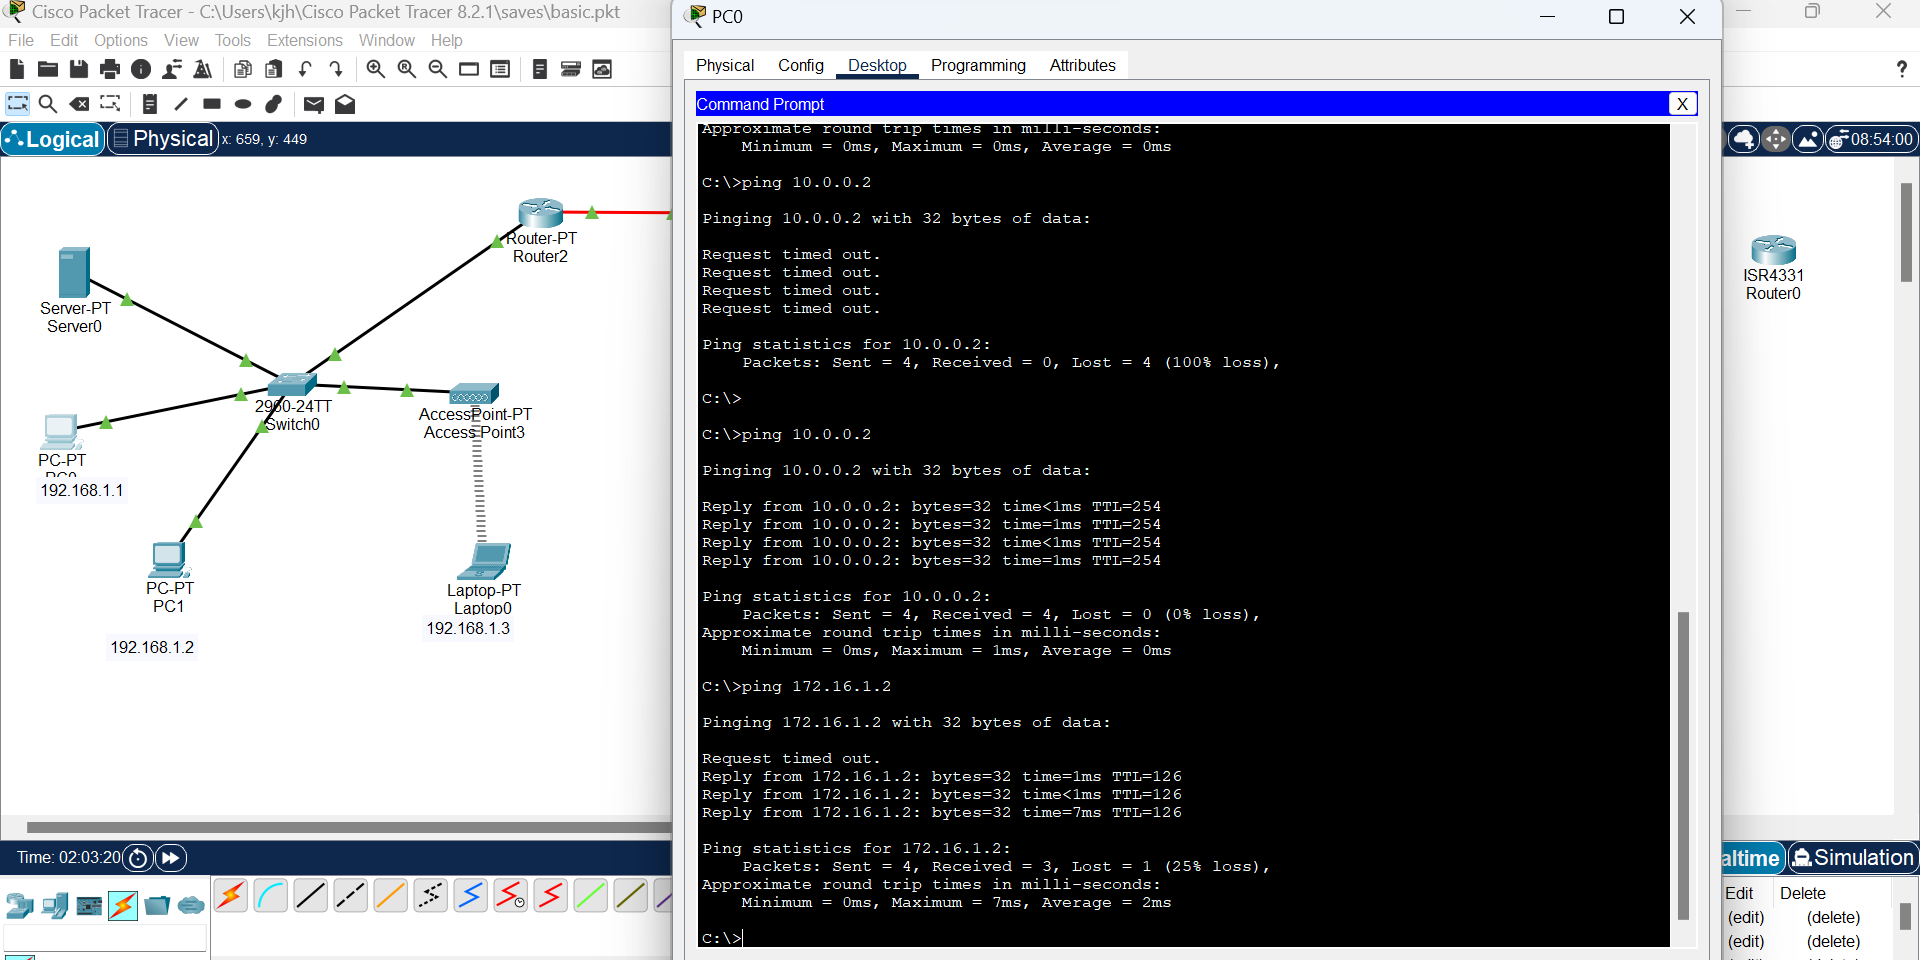 Cisco Packet Tracer - C:\Users\kjh\Cisco Packet Tracer 8.2.1\saves\basic.pkt
File Edit Options View Tools Extensions Window Help
?
Logical Physical x: 659, y: 449
08:54:00
Router-PT
Router2
Server-PT
Server0
2960-24TT
Switch0
AccessPoint-PT
Access Point3
PC-PT
PC0
192.168.1.1
PC-PT
PC1
192.168.1.2
Laptop-PT
Laptop0
192.168.1.3
ISR4331
Router0
Time: 02:03:20
PC0
Physical Config Desktop Programming Attributes
Command Prompt
X
Approximate round trip times in milli-seconds:
Minimum = 0ms, Maximum = 0ms, Average = 0ms
C:\>ping 10.0.0.2
Pinging 10.0.0.2 with 32 bytes of data:
Request timed out.
Request timed out.
Request timed out.
Request timed out.
Ping statistics for 10.0.0.2:
Packets: Sent = 4, Received = 0, Lost = 4 (100% loss),
C:\>
C:\>ping 10.0.0.2
Pinging 10.0.0.2 with 32 bytes of data:
Reply from 10.0.0.2: bytes=32 time<1ms TTL=254
Reply from 10.0.0.2: bytes=32 time=1ms TTL=254
Reply from 10.0.0.2: bytes=32 time<1ms TTL=254
Reply from 10.0.0.2: bytes=32 time=1ms TTL=254
Ping statistics for 10.0.0.2:
Packets: Sent = 4, Received = 4, Lost = 0 (0% loss),
Approximate round trip times in milli-seconds:
Minimum = 0ms, Maximum = 1ms, Average = 0ms
C:\>ping 172.16.1.2
Pinging 172.16.1.2 with 32 bytes of data:
Request timed out.
Reply from 172.16.1.2: bytes=32 time=1ms TTL=126
Reply from 172.16.1.2: bytes=32 time<1ms TTL=126
Reply from 172.16.1.2: bytes=32 time=7ms TTL=126
Ping statistics for 172.16.1.2:
Packets: Sent = 4, Received = 3, Lost = 1 (25% loss),
Approximate round trip times in milli-seconds:
Minimum = 0ms, Maximum = 7ms, Average = 2ms
C:\>
altime Simulation
Edit Delete
(edit) (delete)
(edit) (delete)